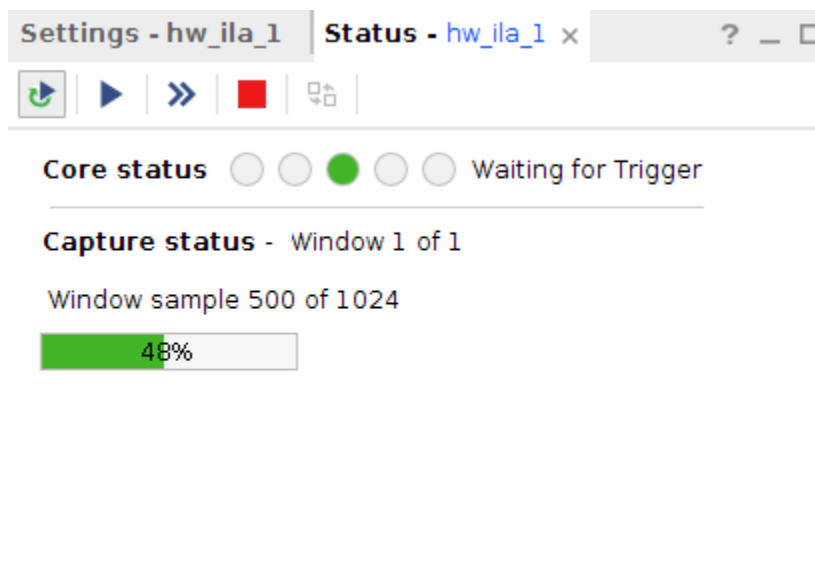 Settings - hw_ila_1 Status - hw_ila_1 × ?
Core status Waiting for Trigger
Capture status - Window 1 of 1
Window sample 500 of 1024
48%